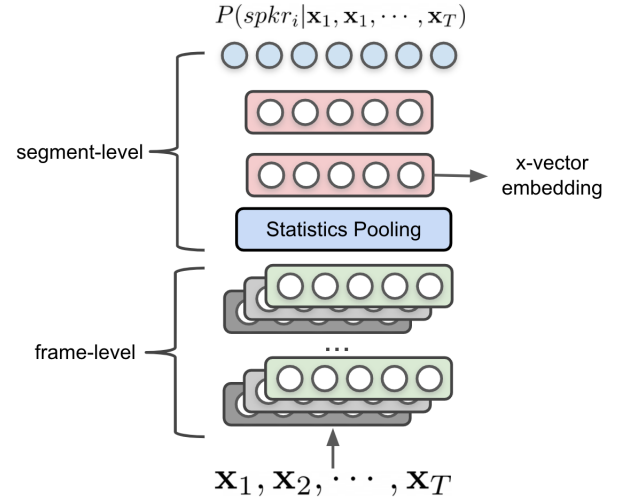 P(spkr_i|x_1, x_1, ⋯ , x_T)
segment-level
x-vector
embedding
Statistics Pooling
frame-level
...
x_1, x_2, ⋯ , x_T